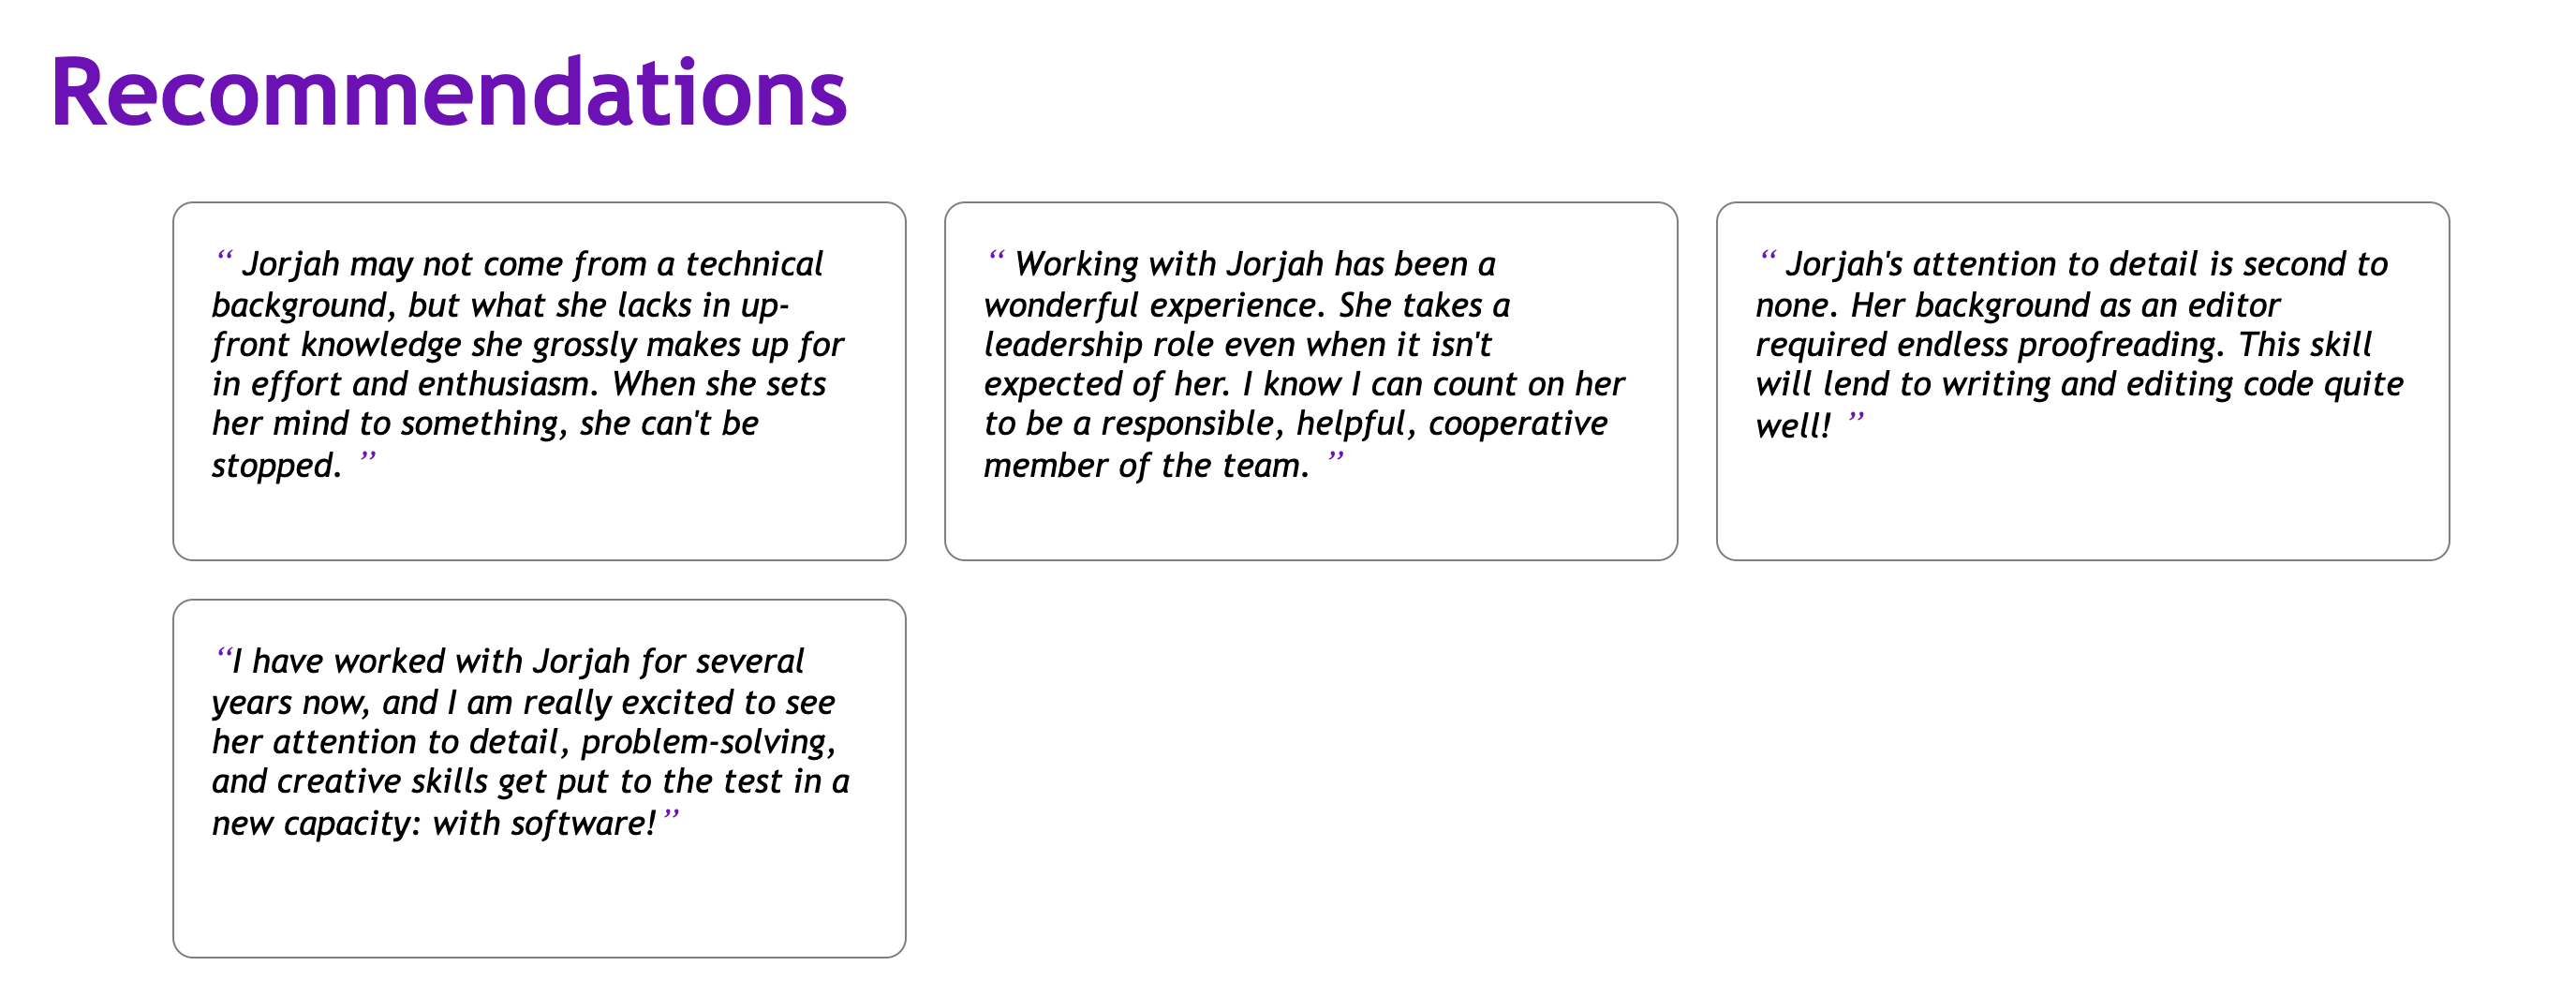 Recommendations
“ Jorjah may not come from a technical
background, but what she lacks in up-
front knowledge she grossly makes up for
in effort and enthusiasm. When she sets
her mind to something, she can't be
stopped. ”
“ Working with Jorjah has been a
wonderful experience. She takes a
leadership role even when it isn't
expected of her. I know I can count on her
to be a responsible, helpful, cooperative
member of the team. ”
“ Jorjah's attention to detail is second to
none. Her background as an editor
required endless proofreading. This skill
will lend to writing and editing code quite
well! ”
“I have worked with Jorjah for several
years now, and I am really excited to see
her attention to detail, problem-solving,
and creative skills get put to the test in a
new capacity: with software!”